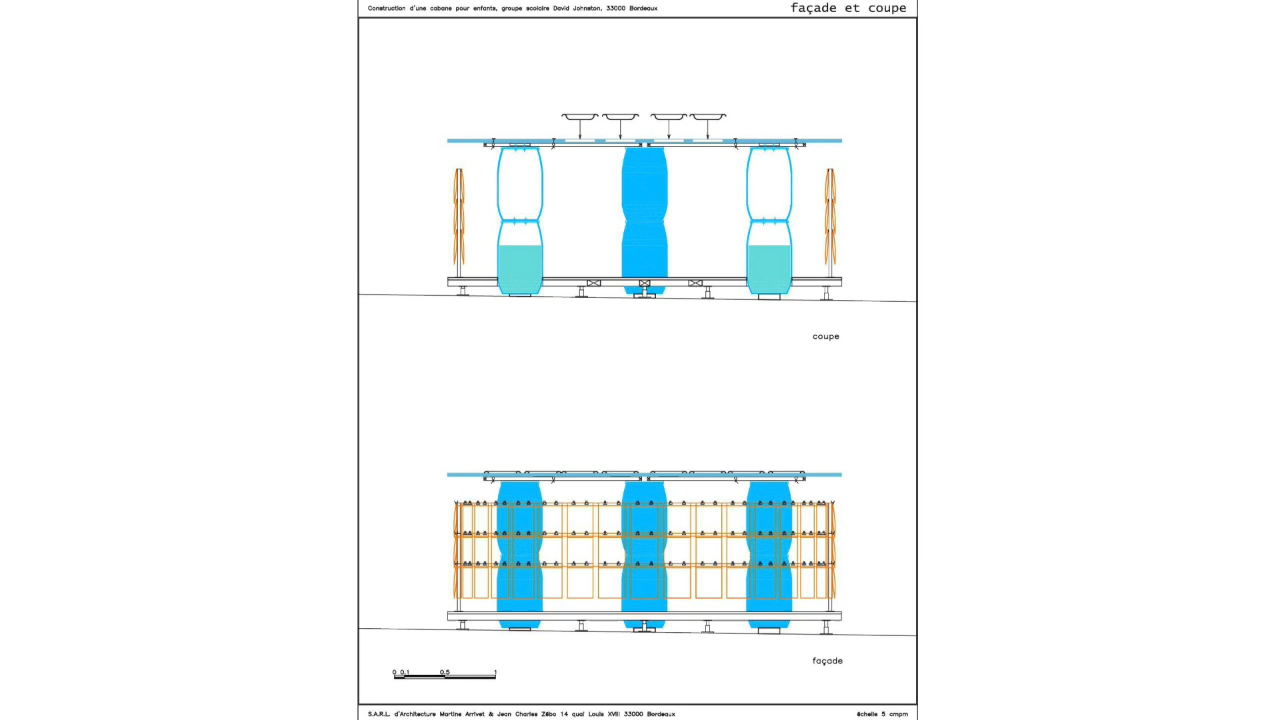 Construction d'une cabane pour enfants, groupe scolaire David Johnston, 33000 Bordeaux
façade et coupe
coupe
façade
0 0.1 0.5 1
S.A.R.L. d'Architecture Martine Arrivet & Jean Charles Zébo 14 quai Louis XVIII 33000 Bordeaux
échelle 5 cmpm